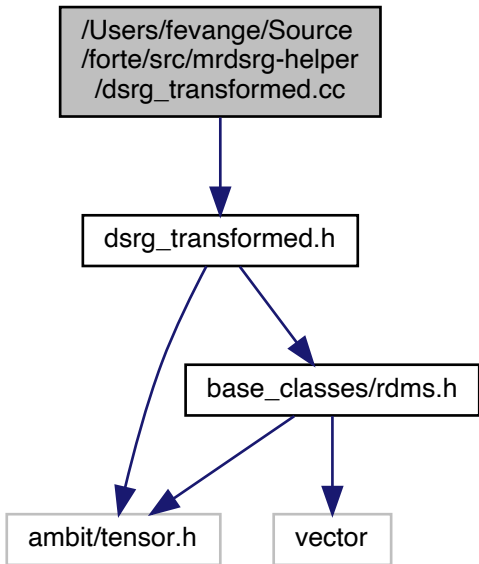 /Users/fevange/Source
/forte/src/mrdsrg-helper
/dsrg_transformed.cc
dsrg_transformed.h
base_classes/rdms.h
ambit/tensor.h
vector